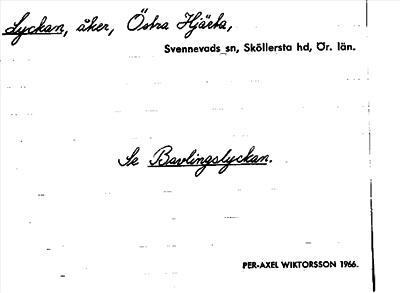 Lyckan, åker, Östra Hjärta,
Svennevads sn, Sköllersta hd, Ör. län.
Se Bavlingslyckan.
PER-AXEL WIKTORSSON 1966.